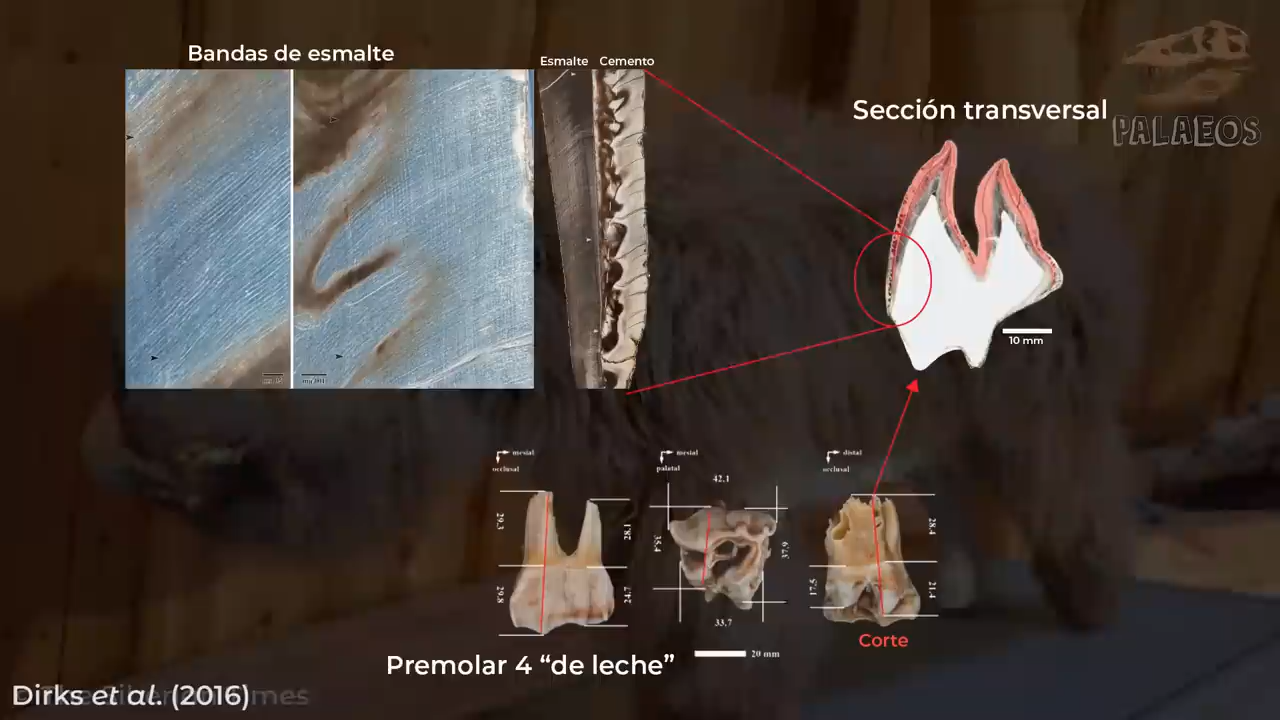 Bandas de esmalte
Esmalte
Cemento
Sección transversal
PALAEOS
10 mm
mesial
occlusal
mesial
palatal
distal
occlusal
42.1
29.3
28.1
35.4
37.9
28.4
29.8
24.7
17.5
21.4
33.7
20 mm
Corte
Premolar 4 “de leche”
Dirks et al. (2016)